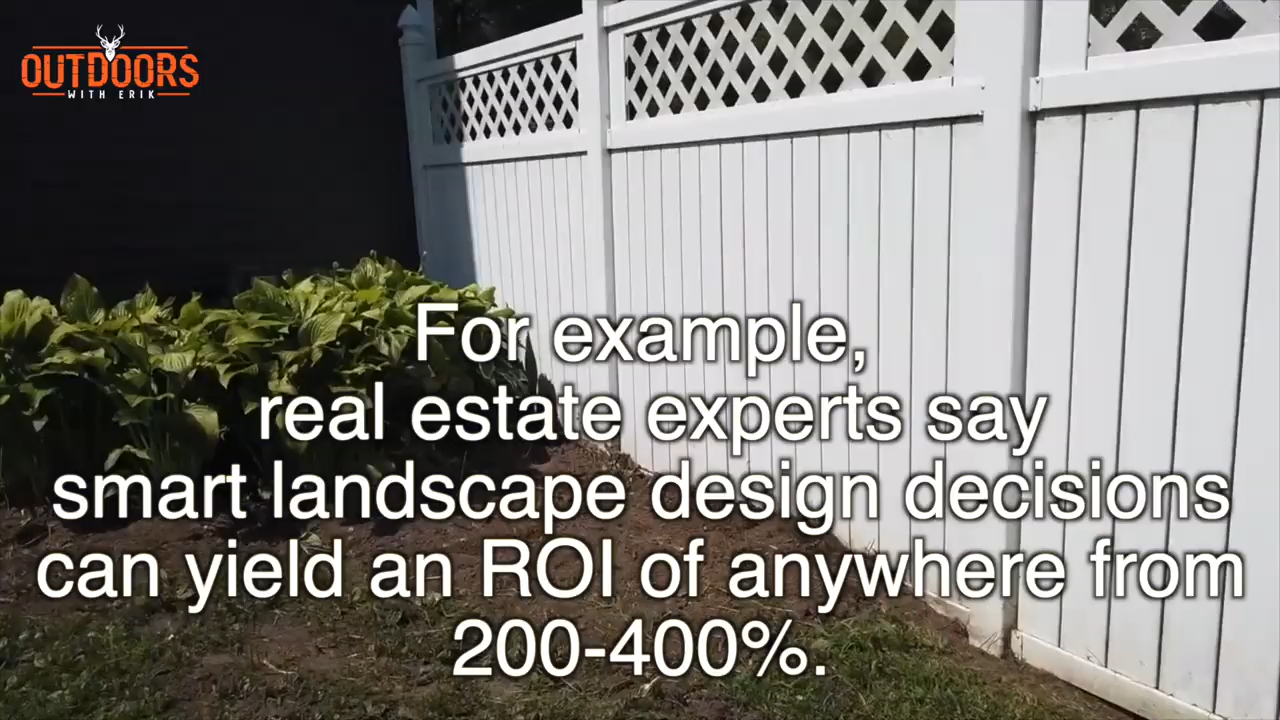 OUTDOORS
WITH ERIK
For example,
real estate experts say
smart landscape design decisions
can yield an ROI of anywhere from
200-400%.